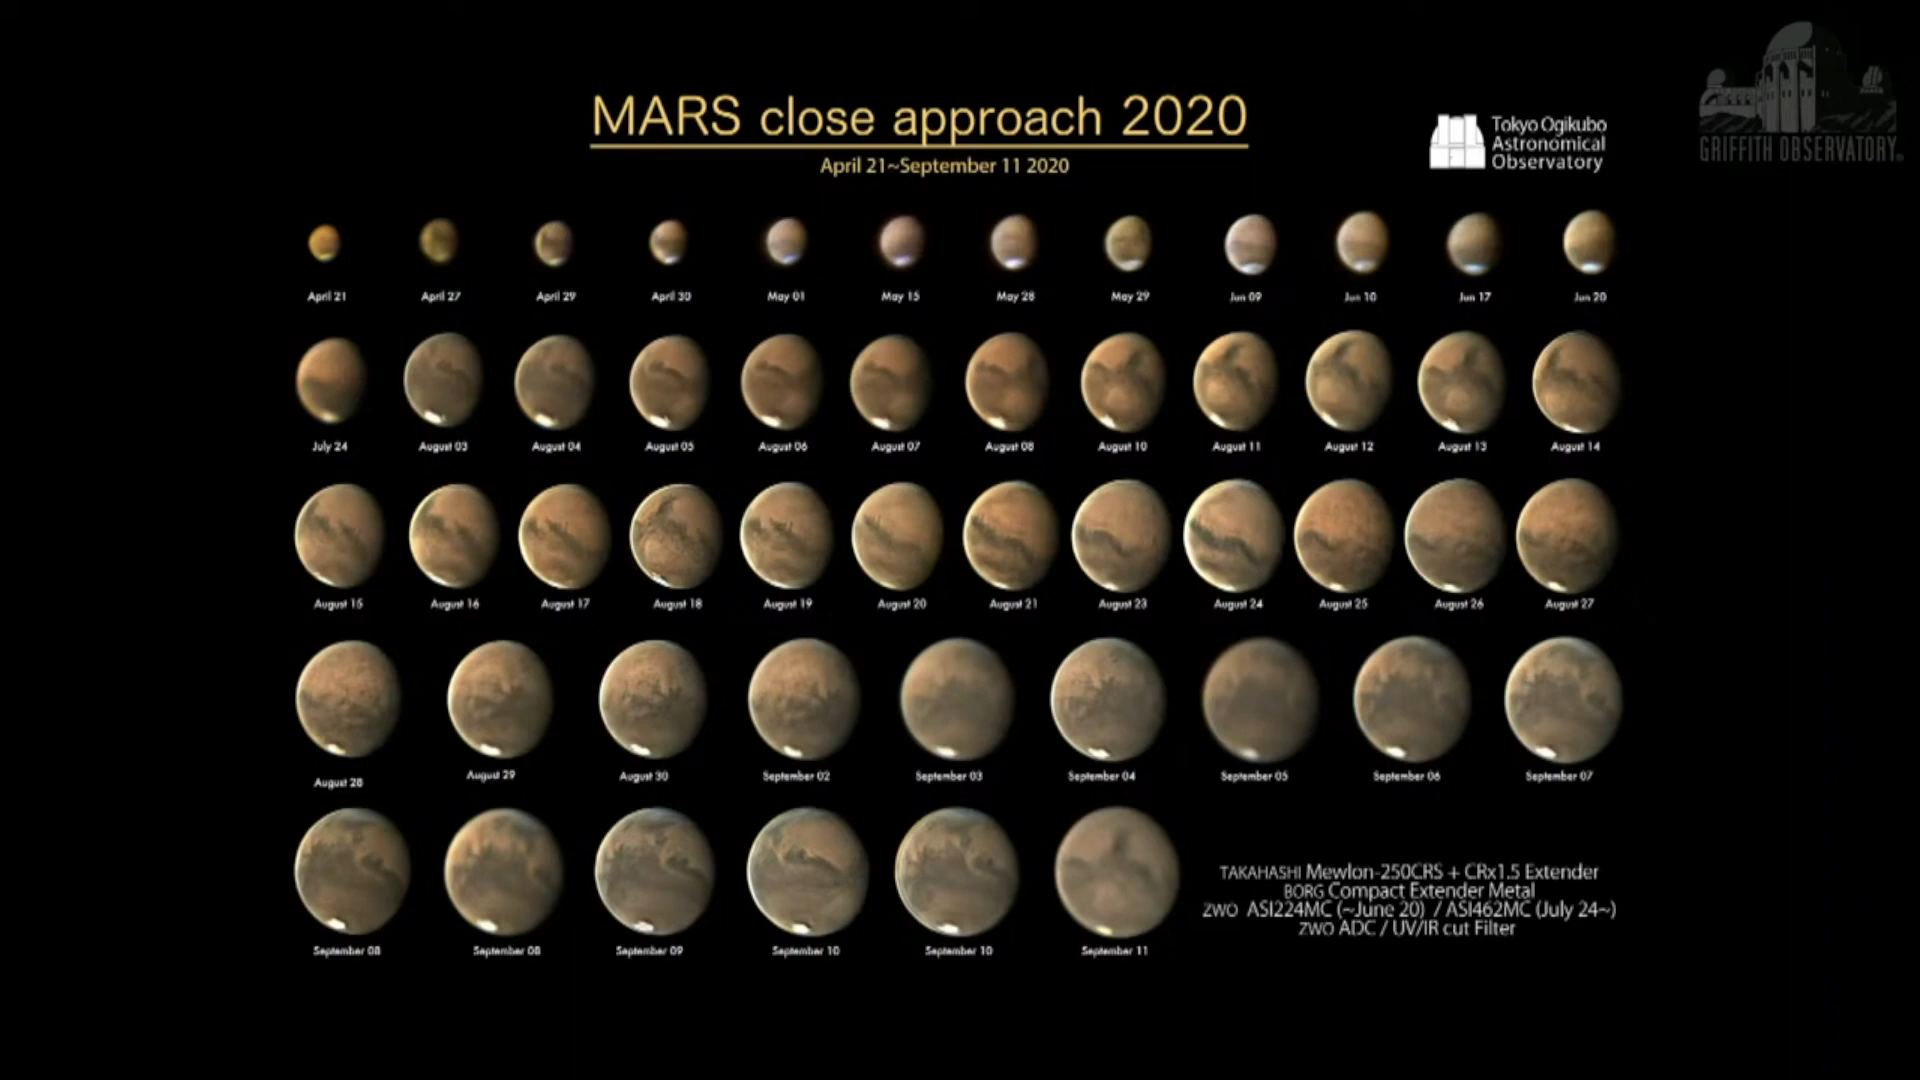 MARS close approach 2020
April 21~September 11 2020
Tokyo Ogikubo
Astronomical
Observatory
GRIFFITH OBSERVATORY
April 21 April 27 April 29 April 30 May 01 May 15 May 28 May 29 Jun 09 Jun 10 Jun 17 Jun 20
July 24 August 03 August 04 August 05 August 06 August 07 August 08 August 10 August 11 August 12 August 13 August 14
August 15 August 16 August 17 August 18 August 19 August 20 August 21 August 23 August 24 August 25 August 26 August 27
August 28 August 29 August 30 September 02 September 03 September 04 September 05 September 06 September 07
September 08 September 08 September 09 September 10 September 10 September 11
TAKAHASHI Mewlon-250CRS + CRx1.5 Extender
BORG Compact Extender Metal
ZWO ASI224MC (~June 20) / ASI462MC (July 24~)
ZWO ADC / UV/IR cut Filter